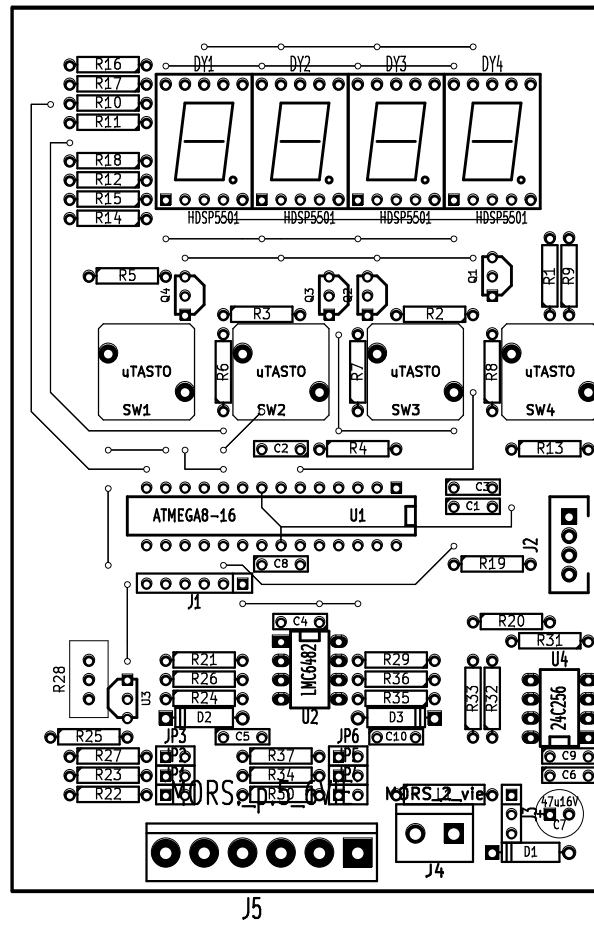 R16
DY1 DY2 DY3 DY4
R17
R10
R11
R18
R12
R15
R14
HDSP5501 HDSP5501 HDSP5501 HDSP5501
R5
Q4 Q3 Q2 Q1
R1 R9
R3 R2
uTASTO R6 uTASTO R7 uTASTO R8 uTASTO
SW1 SW2 SW3 SW4
C2 R4 R13
C3
C1
ATMEGA8-16 U1
J2
C8 R19
J1
C4 R20
R31
R28 R21 LMC6482 R29 U4
R26 R36
U3 R24 R35 R33 R32 24C256
D2 U2 D3
R25 JP3 C5 JP6 C10
R27 R37 JP5 C9
R23 R34 C6
R22 R30
MORS_2_vie
47u16V
C7
D1
J4
J5